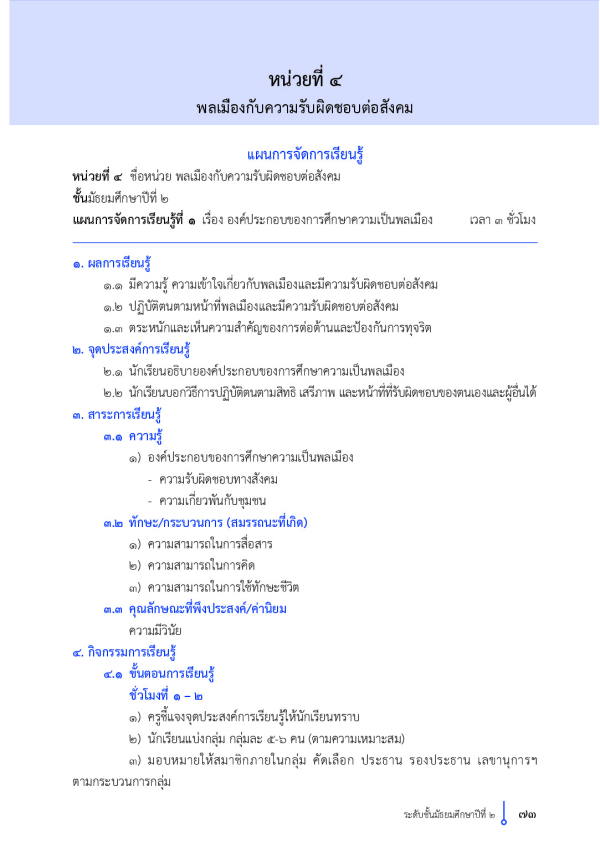 หน่วยที่ ๔
พลเมืองกับความรับผิดชอบต่อสังคม
แผนการจัดการเรียนรู้
หน่วยที่ ๔ ชื่อหน่วย พลเมืองกับความรับผิดชอบต่อสังคม
ชั้นมัธยมศึกษาปีที่ ๒
แผนการจัดการเรียนรู้ที่ ๑ เรื่อง องค์ประกอบของการศึกษาความเป็นพลเมือง เวลา ๓ ชั่วโมง
๑. ผลการเรียนรู้
๑.๑ มีความรู้ ความเข้าใจเกี่ยวกับพลเมืองและมีความรับผิดชอบต่อสังคม
๑.๒ ปฏิบัติตนตามหน้าที่พลเมืองและมีความรับผิดชอบต่อสังคม
๑.๓ ตระหนักและเห็นความสำคัญของการต่อต้านและป้องกันการทุจริต
๒. จุดประสงค์การเรียนรู้
๒.๑ นักเรียนอธิบายองค์ประกอบของการศึกษาความเป็นพลเมือง
๒.๒ นักเรียนบอกวิธีการปฏิบัติตนตามสิทธิ เสรีภาพ และหน้าที่ที่รับผิดชอบของตนเองและผู้อื่นได้
๓. สาระการเรียนรู้
๓.๑ ความรู้
๑) องค์ประกอบของการศึกษาความเป็นพลเมือง
- ความรับผิดชอบทางสังคม
- ความเกี่ยวพันกับชุมชน
๓.๒ ทักษะ/กระบวนการ (สมรรถนะที่เกิด)
๑) ความสามารถในการสื่อสาร
๒) ความสามารถในการคิด
๓) ความสามารถในการใช้ทักษะชีวิต
๓.๓ คุณลักษณะที่พึงประสงค์/ค่านิยม
ความมีวินัย
๔. กิจกรรมการเรียนรู้
๔.๑ ขั้นตอนการเรียนรู้
ชั่วโมงที่ ๑ – ๒
๑) ครูชี้แจงจุดประสงค์การเรียนรู้ให้นักเรียนทราบ
๒) นักเรียนแบ่งกลุ่ม กลุ่มละ ๕-๖ คน (ตามความเหมาะสม)
๓) มอบหมายให้สมาชิกภายในกลุ่ม คัดเลือก ประธาน รองประธาน เลขานุการฯ
ตามกระบวนการกลุ่ม
ระดับชั้นมัธยมศึกษาปีที่ ๒ ๗๓